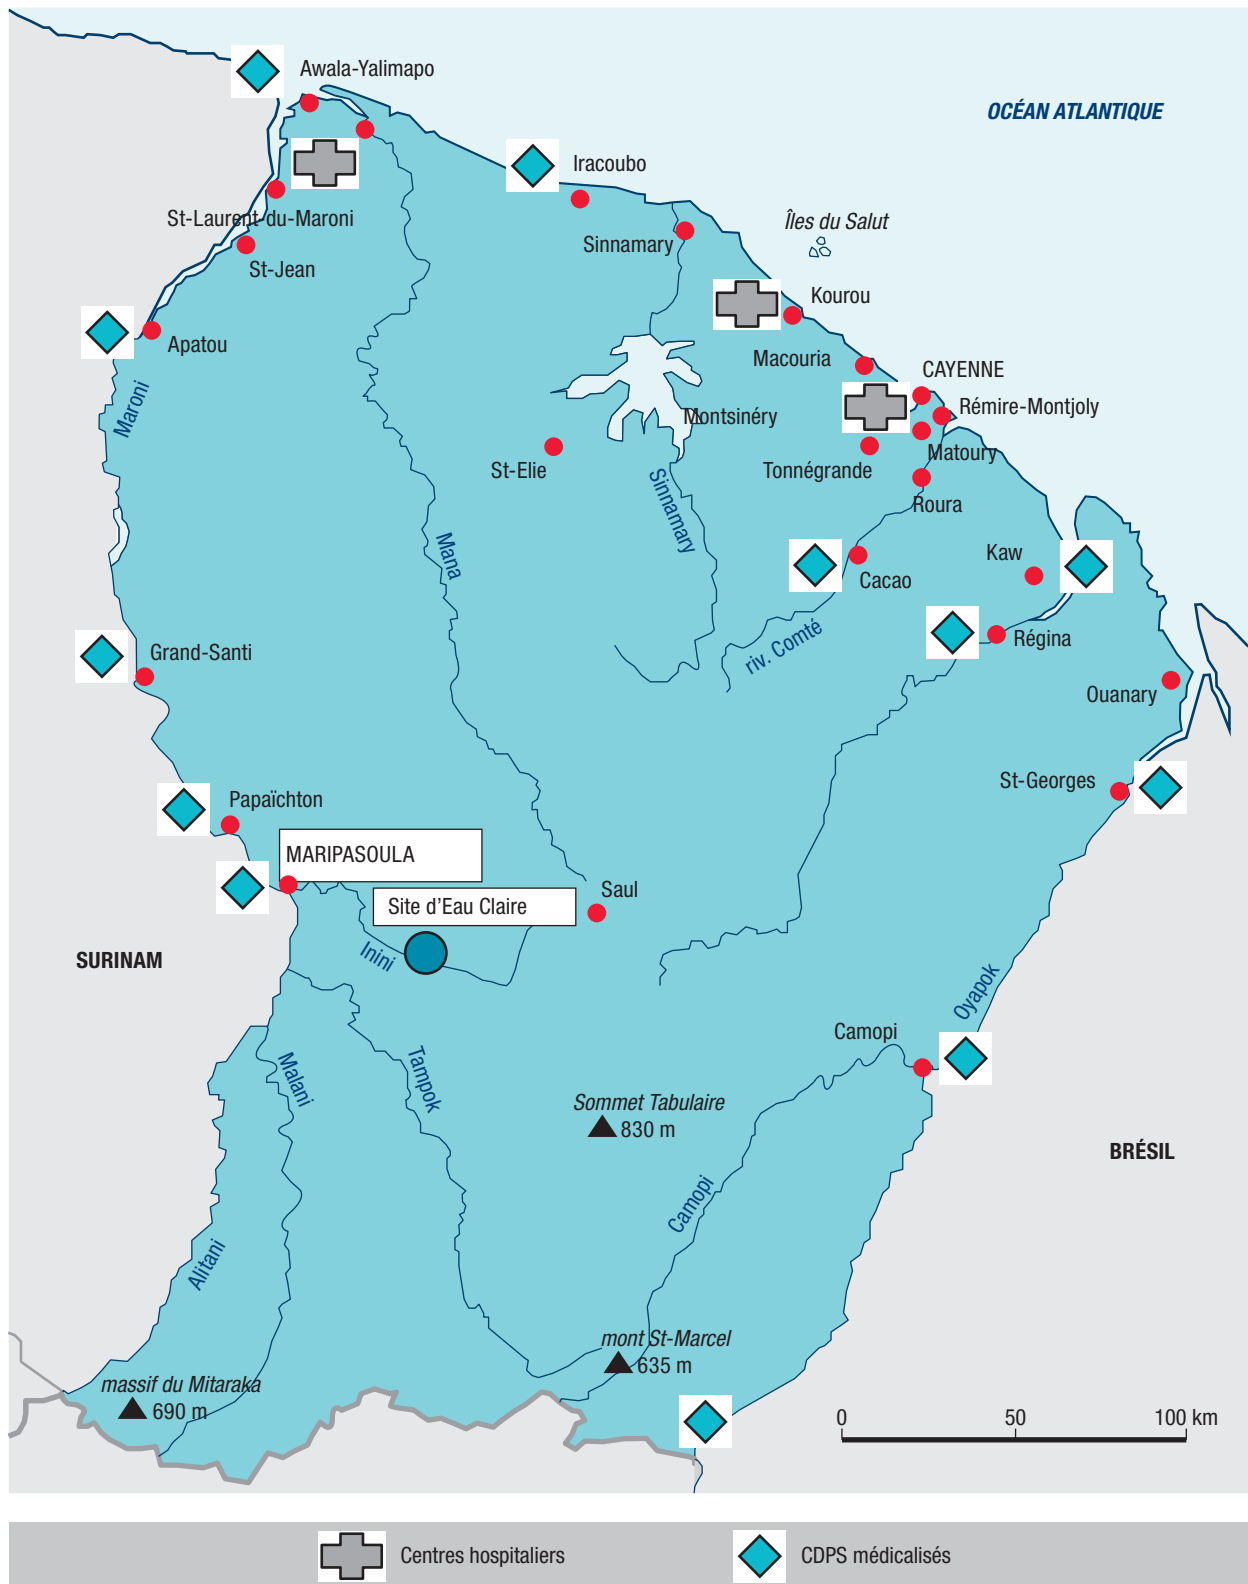 Awala-Yalimapo
OCÉAN ATLANTIQUE
Iracoubo
St-Laurent-du-Maroni
Îles du Salut
Sinnamary
St-Jean
Kourou
Apatou
Macouria
CAYENNE
Maroni
Montsinéry
Rémire-Montjoly
St-Elie
Tonnégrande
Matoury
Sinnamary
Roura
Mana
Kaw
Cacao
riv. Comté
Régina
Grand-Santi
Ouanary
St-Georges
Papaïchton
MARIPASOULA
Saul
Site d'Eau Claire
Inini
SURINAM
Oyapok
Camopi
Malani
Tampok
Sommet Tabulaire
830 m
BRÉSIL
Camopi
Alitani
mont St-Marcel
635 m
massif du Mitaraka
690 m
0 50 100 km
Centres hospitaliers
CDPS médicalisés